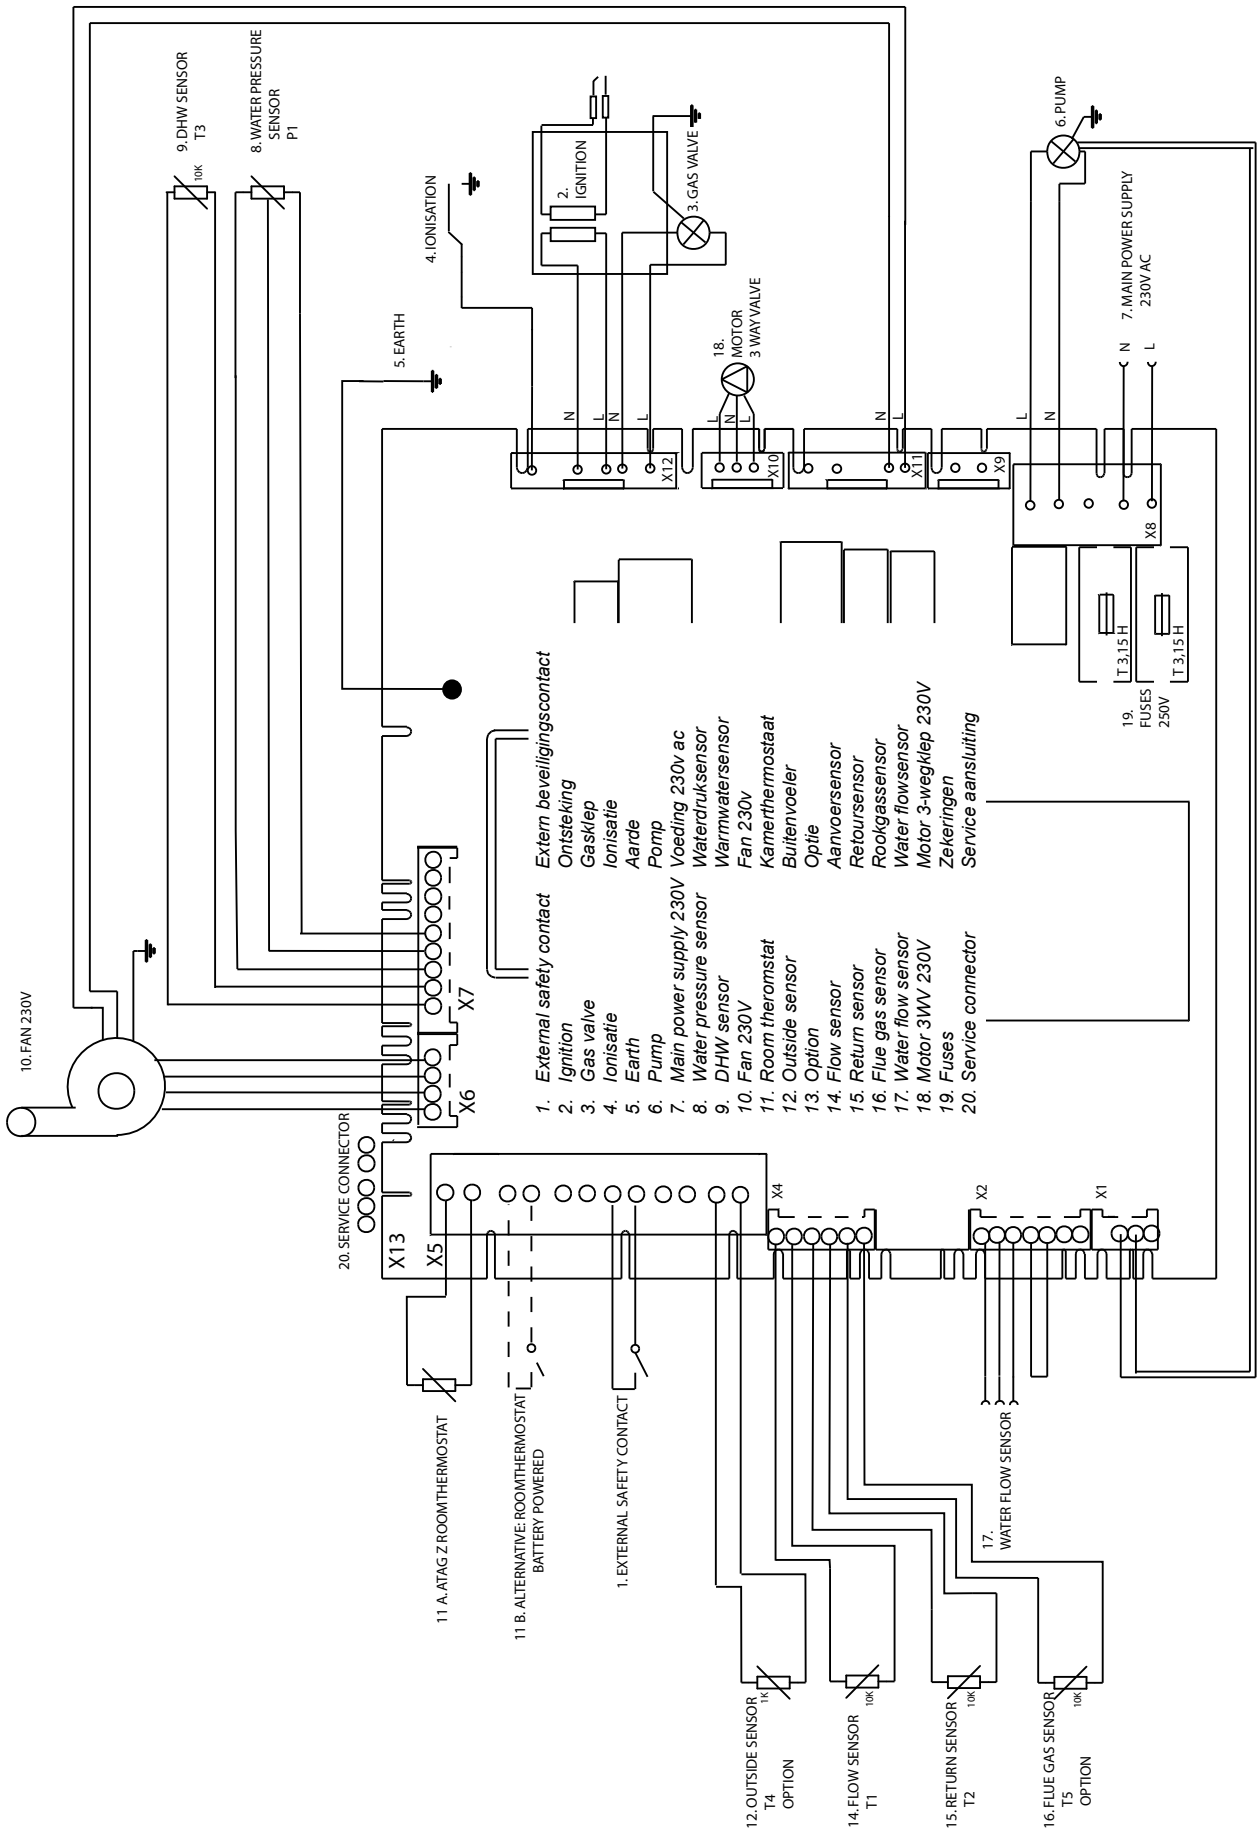 10. FAN 230V
9. DHW SENSOR
T3
10K
8. WATER PRESSURE
SENSOR
P1
4. IONISATION
5. EARTH
2.
IGNITION
3. GAS VALVE
18.
MOTOR
3 WAY VALVE
6. PUMP
7. MAIN POWER SUPPLY
230V AC
N
L
N
L
N
L
X12
L
N
L
X10
N
L
X11
X9
L
N
X8
T 3,15 H
T 3,15 H
19.
FUSES
250V
20. SERVICE CONNECTOR
X13
X5
X6
X7
X4
X2
X1
1. External safety contact Extern beveiligingscontact
2. Ignition Ontsteking
3. Gas valve Gasklep
4. Ionisatie Ionisatie
5. Earth Aarde
6. Pump Pomp
7. Main power supply 230V Voeding 230v ac
8. Water pressure sensor Waterdruksensor
9. DHW sensor Warmwatersensor
10. Fan 230V Fan 230v
11. Room theromstat Kamerthermostaat
12. Outside sensor Buitenvoeler
13. Option Optie
14. Flow sensor Aanvoersensor
15. Return sensor Retoursensor
16. Flue gas sensor Rookgassensor
17. Water flow sensor Water flowsensor
18. Motor 3WV 230V Motor 3-wegklep 230V
19. Fuses Zekeringen
20. Service connector Service aansluiting
11 A. ATAG Z ROOMTHERMOSTAT
11 B. ALTERNATIVE: ROOMTHERMOSTAT
BATTERY POWERED
1. EXTERNAL SAFETY CONTACT
17.
WATER FLOW SENSOR
12. OUTSIDE SENSOR
T4
OPTION
1K
14. FLOW SENSOR
T1
10K
15. RETURN SENSOR
T2
10K
16. FLUE GAS SENSOR
T5
OPTION
10K